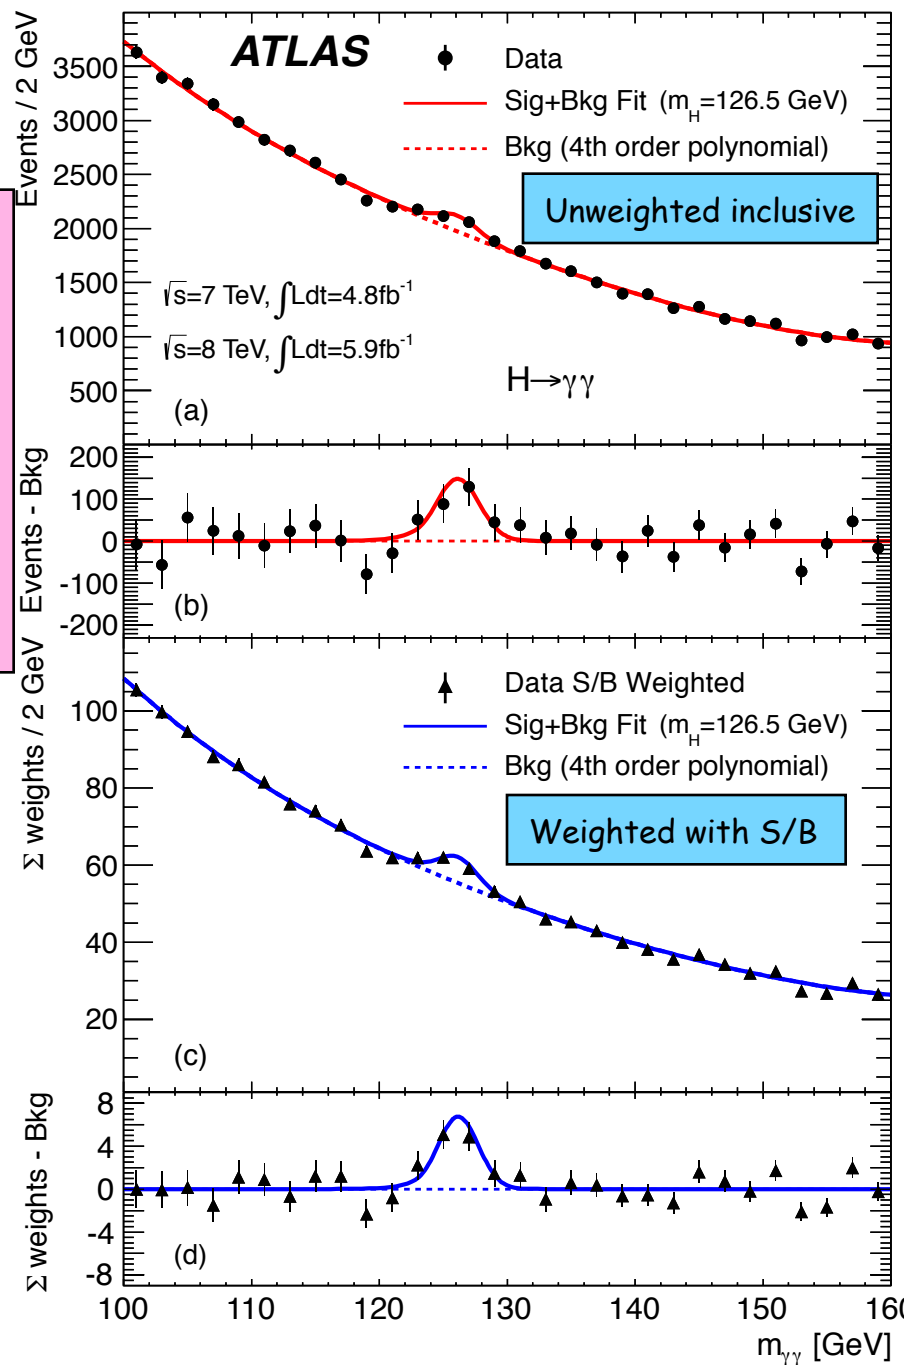 Events / 2 GeV
3500
3000
2500
2000
1500
1000
500
ATLAS
Data
Sig+Bkg Fit (m_H=126.5 GeV)
Bkg (4th order polynomial)
Unweighted inclusive
√s=7 TeV, ∫Ldt=4.8fb⁻¹
√s=8 TeV, ∫Ldt=5.9fb⁻¹
H→γγ
(a)
Events - Bkg
200
100
0
-100
-200
(b)
Σ weights / 2 GeV
100
80
60
40
20
Data S/B Weighted
Sig+Bkg Fit (m_H=126.5 GeV)
Bkg (4th order polynomial)
Weighted with S/B
(c)
Σ weights - Bkg
8
4
0
-4
-8
(d)
100 110 120 130 140 150 160
m_γγ [GeV]